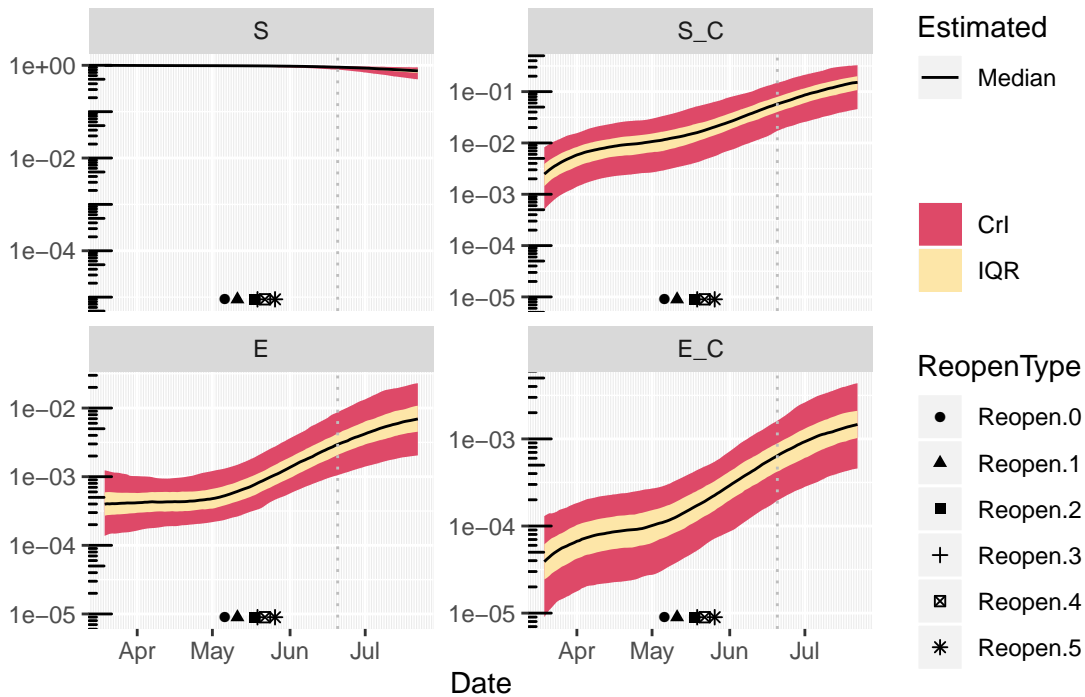 S
S_C
1e+00
1e−02
1e−04
1e−01
1e−02
1e−03
1e−04
1e−05
E
E_C
1e−02
1e−03
1e−04
1e−05
1e−03
1e−04
1e−05
Apr
May
Jun
Jul
Apr
May
Jun
Jul
Date
Estimated
Median
CrI
IQR
ReopenType
Reopen.0
Reopen.1
Reopen.2
Reopen.3
Reopen.4
Reopen.5